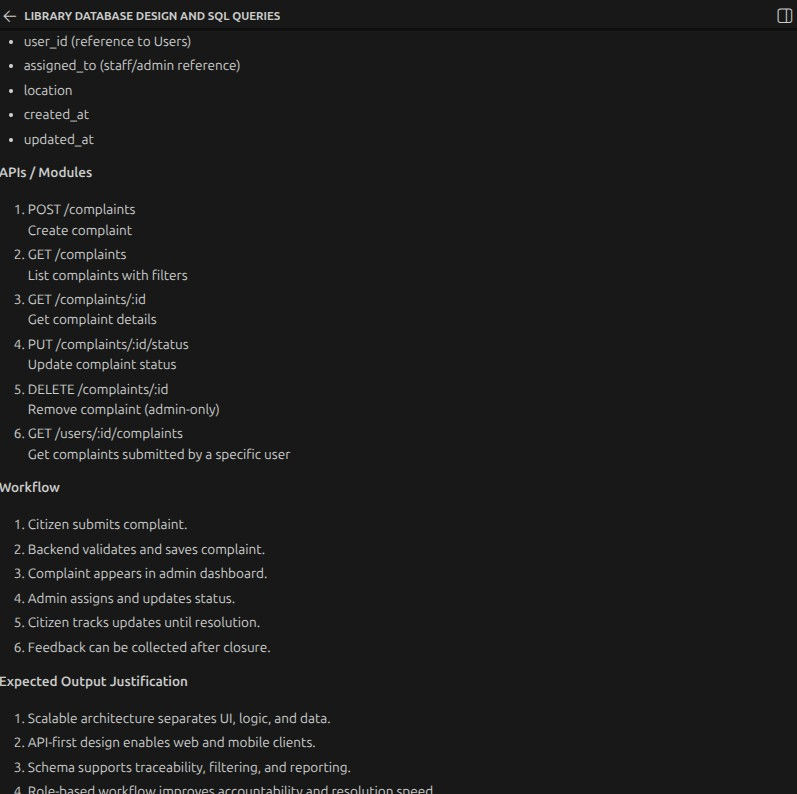 LIBRARY DATABASE DESIGN AND SQL QUERIES
• user_id (reference to Users)
• assigned_to (staff/admin reference)
• location
• created_at
• updated_at
APIs / Modules
1. POST /complaints
Create complaint
2. GET /complaints
List complaints with filters
3. GET /complaints/:id
Get complaint details
4. PUT /complaints/:id/status
Update complaint status
5. DELETE /complaints/:id
Remove complaint (admin-only)
6. GET /users/:id/complaints
Get complaints submitted by a specific user
Workflow
1. Citizen submits complaint.
2. Backend validates and saves complaint.
3. Complaint appears in admin dashboard.
4. Admin assigns and updates status.
5. Citizen tracks updates until resolution.
6. Feedback can be collected after closure.
Expected Output Justification
1. Scalable architecture separates UI, logic, and data.
2. API-first design enables web and mobile clients.
3. Schema supports traceability, filtering, and reporting.
4. Role-based workflow improves accountability and resolution speed